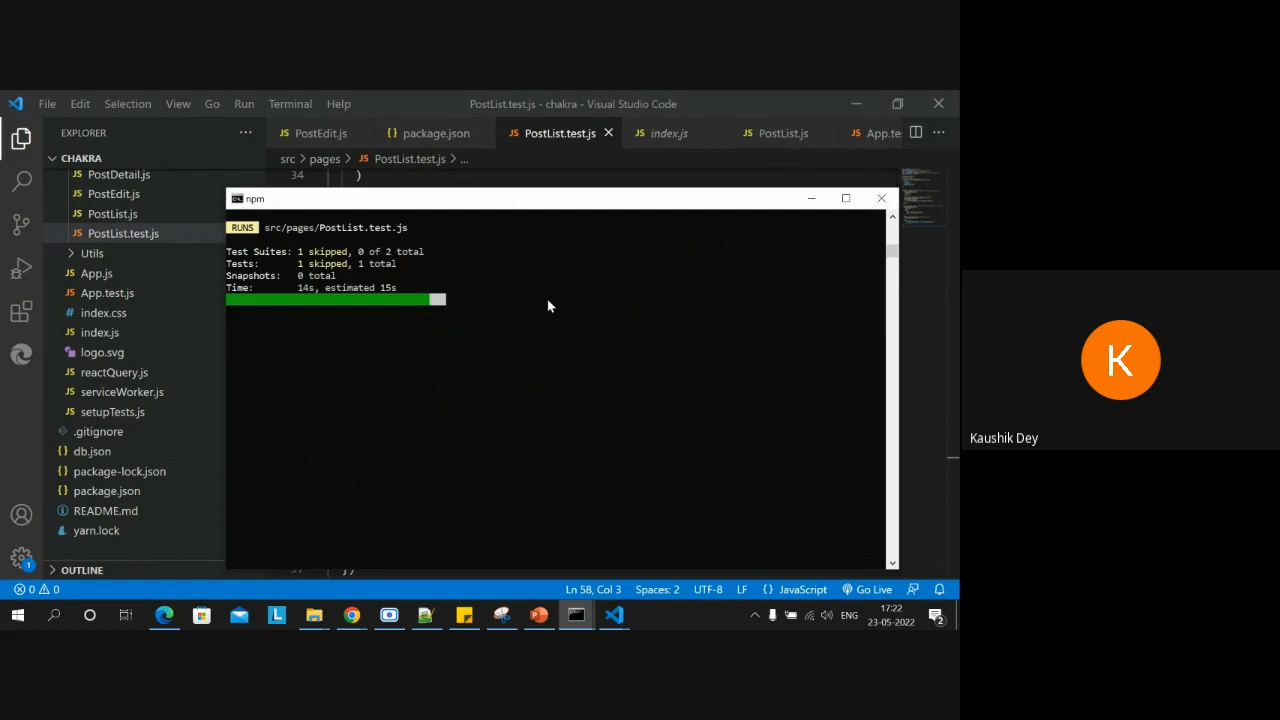 File Edit Selection View Go Run Terminal Help
PostList.test.js - chakra - Visual Studio Code
EXPLORER
PostEdit.js
package.json
PostList.test.js
index.js
PostList.js
App.te
CHAKRA
src > pages > JS PostList.test.js > ...
PostDetail.js
34 )
PostEdit.js
npm
PostList.js
RUNS src/pages/PostList.test.js
PostList.test.js
Utils
Test Suites: 1 skipped, 0 of 2 total
Tests: 1 skipped, 1 total
App.js
Snapshots: 0 total
Time: 14s, estimated 15s
App.test.js
index.css
index.js
logo.svg
reactQuery.js
serviceWorker.js
setupTests.js
.gitignore
db.json
package-lock.json
package.json
README.md
yarn.lock
OUTLINE
0 0
Ln 58, Col 3
Spaces: 2
UTF-8
LF
{} JavaScript
Go Live
ENG
17:22
23-05-2022
2
K
Kaushik Dey